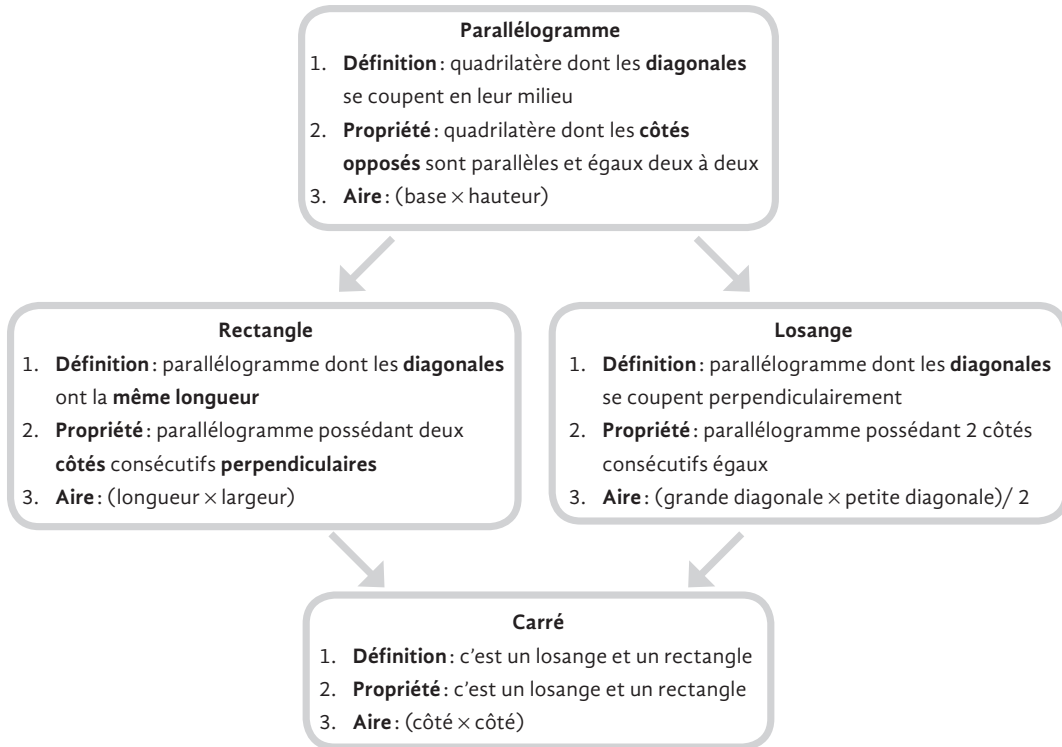 Parallélogramme
1. Définition : quadrilatère dont les diagonales
se coupent en leur milieu
2. Propriété : quadrilatère dont les côtés
opposés sont parallèles et égaux deux à deux
3. Aire : (base × hauteur)
Rectangle
1. Définition : parallélogramme dont les diagonales
ont la même longueur
2. Propriété : parallélogramme possédant deux
côtés consécutifs perpendiculaires
3. Aire : (longueur × largeur)
Losange
1. Définition : parallélogramme dont les diagonales
se coupent perpendiculairement
2. Propriété : parallélogramme possédant 2 côtés
consécutifs égaux
3. Aire : (grande diagonale × petite diagonale)/ 2
Carré
1. Définition : c’est un losange et un rectangle
2. Propriété : c’est un losange et un rectangle
3. Aire : (côté × côté)